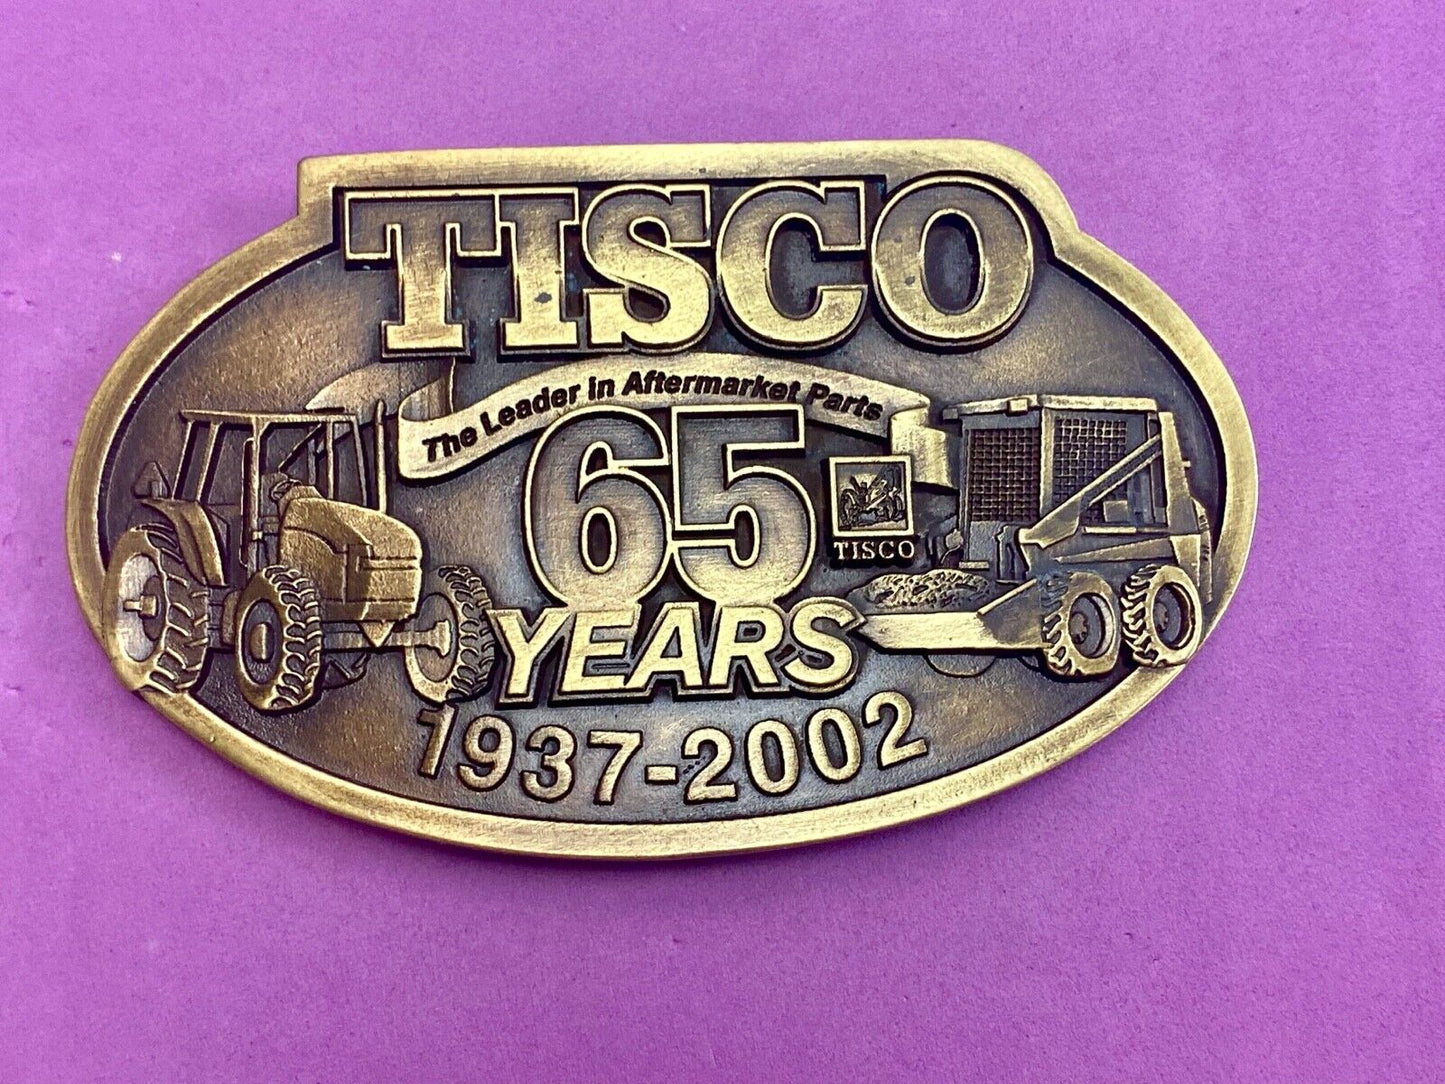 TISCO
The Leader in Aftermarket Parts
65
TISCO
YEARS
1937-2002